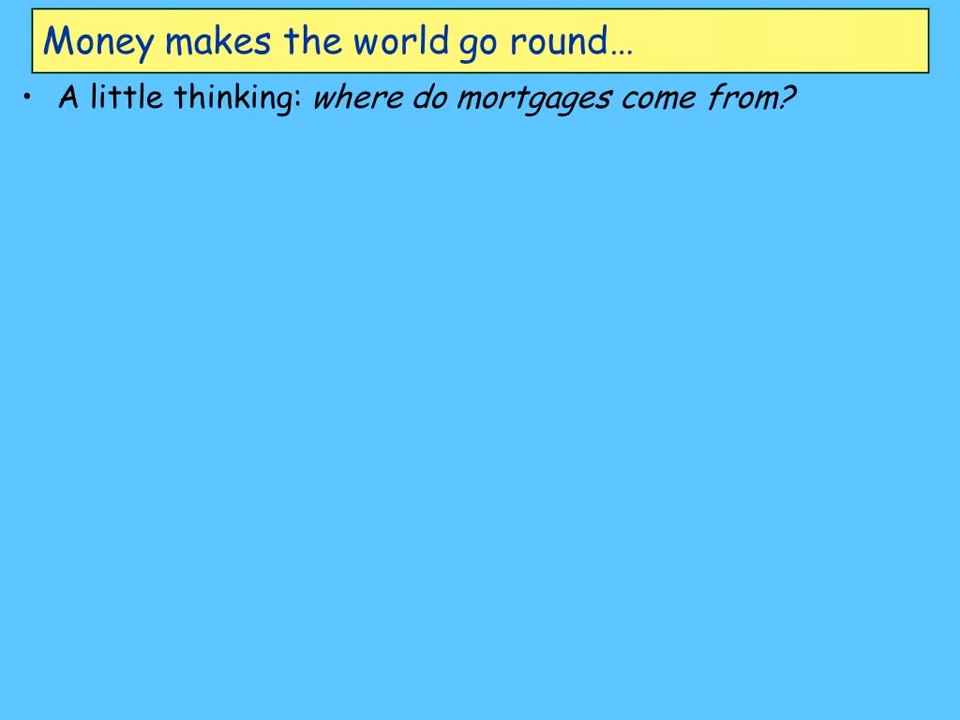 Money makes the world go round…
• A little thinking: where do mortgages come from?